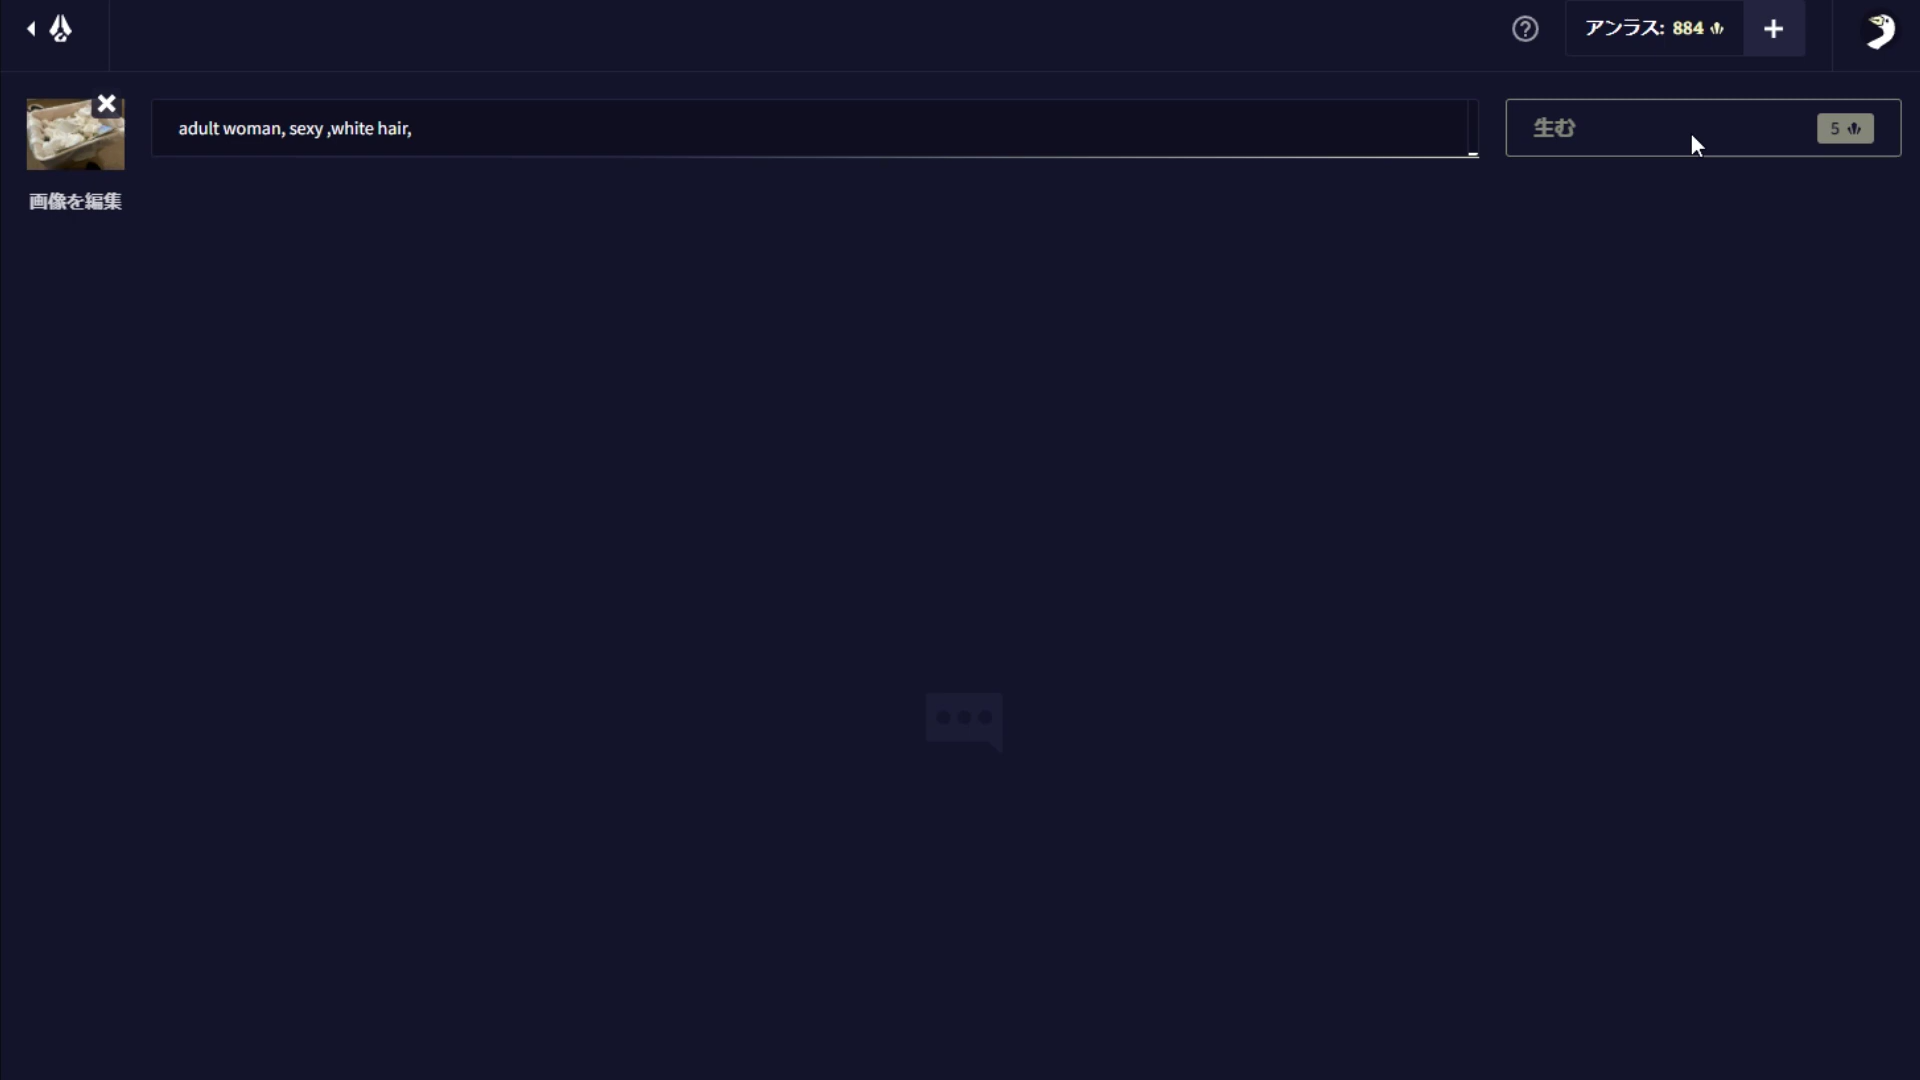 アンラス: 884
adult woman, sexy ,white hair,
生む
5
画像を編集